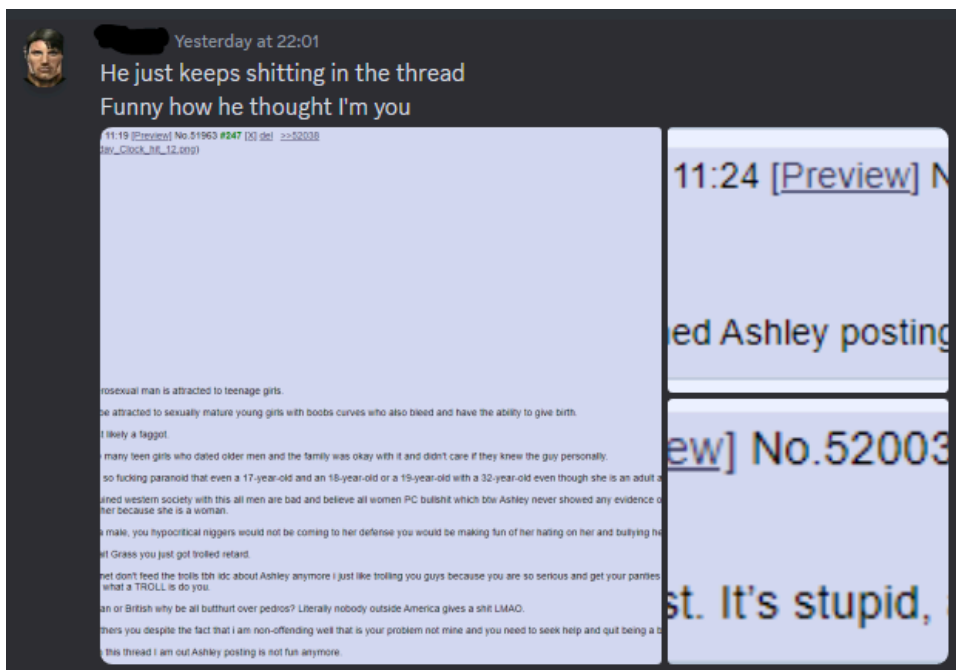 Yesterday at 22:01
He just keeps shitting in the thread
Funny how he thought I'm you
11:19 [Preview] No.51963 #247 [X] del >>52038
day_Clock_hit_12.png)
rosexual man is attracted to teenage girls.
be attracted to sexually mature young girls with boobs curves who also bleed and have the ability to give birth.
t likely a faggot.
many teen girls who dated older men and the family was okay with it and didn't care if they knew the guy personally.
so fucking paranoid that even a 17-year-old and an 18-year-old or a 19-year-old with a 32-year-old even though she is an adult a
uined western society with this all men are bad and believe all women PC bullshit which btw Ashley never showed any evidence o
her because she is a woman.
a male, you hypocritical niggers would not be coming to her defense you would be making fun of her hating on her and bullying he
it Grass you just got trolled retard.
net don't feed the trolls tbh idc about Ashley anymore i just like trolling you guys because you are so serious and get your panties
what a TROLL is do you.
an or British why be all butthurt over pedros? Literally nobody outside America gives a shit LMAO.
thers you despite the fact that i am non-offending well that is your problem not mine and you need to seek help and quit being a b
this thread I am out Ashley posting is not fun anymore.
11:24 [Preview] N
ned Ashley posting
ew] No.52003
st. It's stupid,